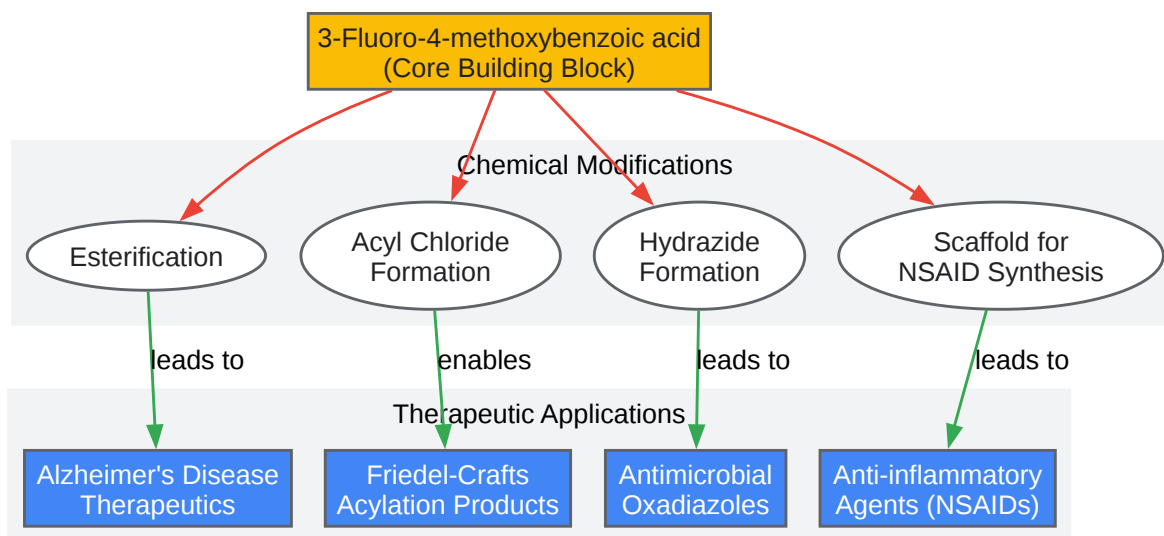 3-Fluoro-4-methoxybenzoic acid
(Core Building Block)
Chemical Modifications
Esterification
Acyl Chloride
Formation
Hydrazide
Formation
Scaffold for
NSAID Synthesis
leads to
enables
leads to
leads to
Therapeutic Applications
Alzheimer's Disease
Therapeutics
Friedel-Crafts
Acylation Products
Antimicrobial
Oxadiazoles
Anti-inflammatory
Agents (NSAIDs)